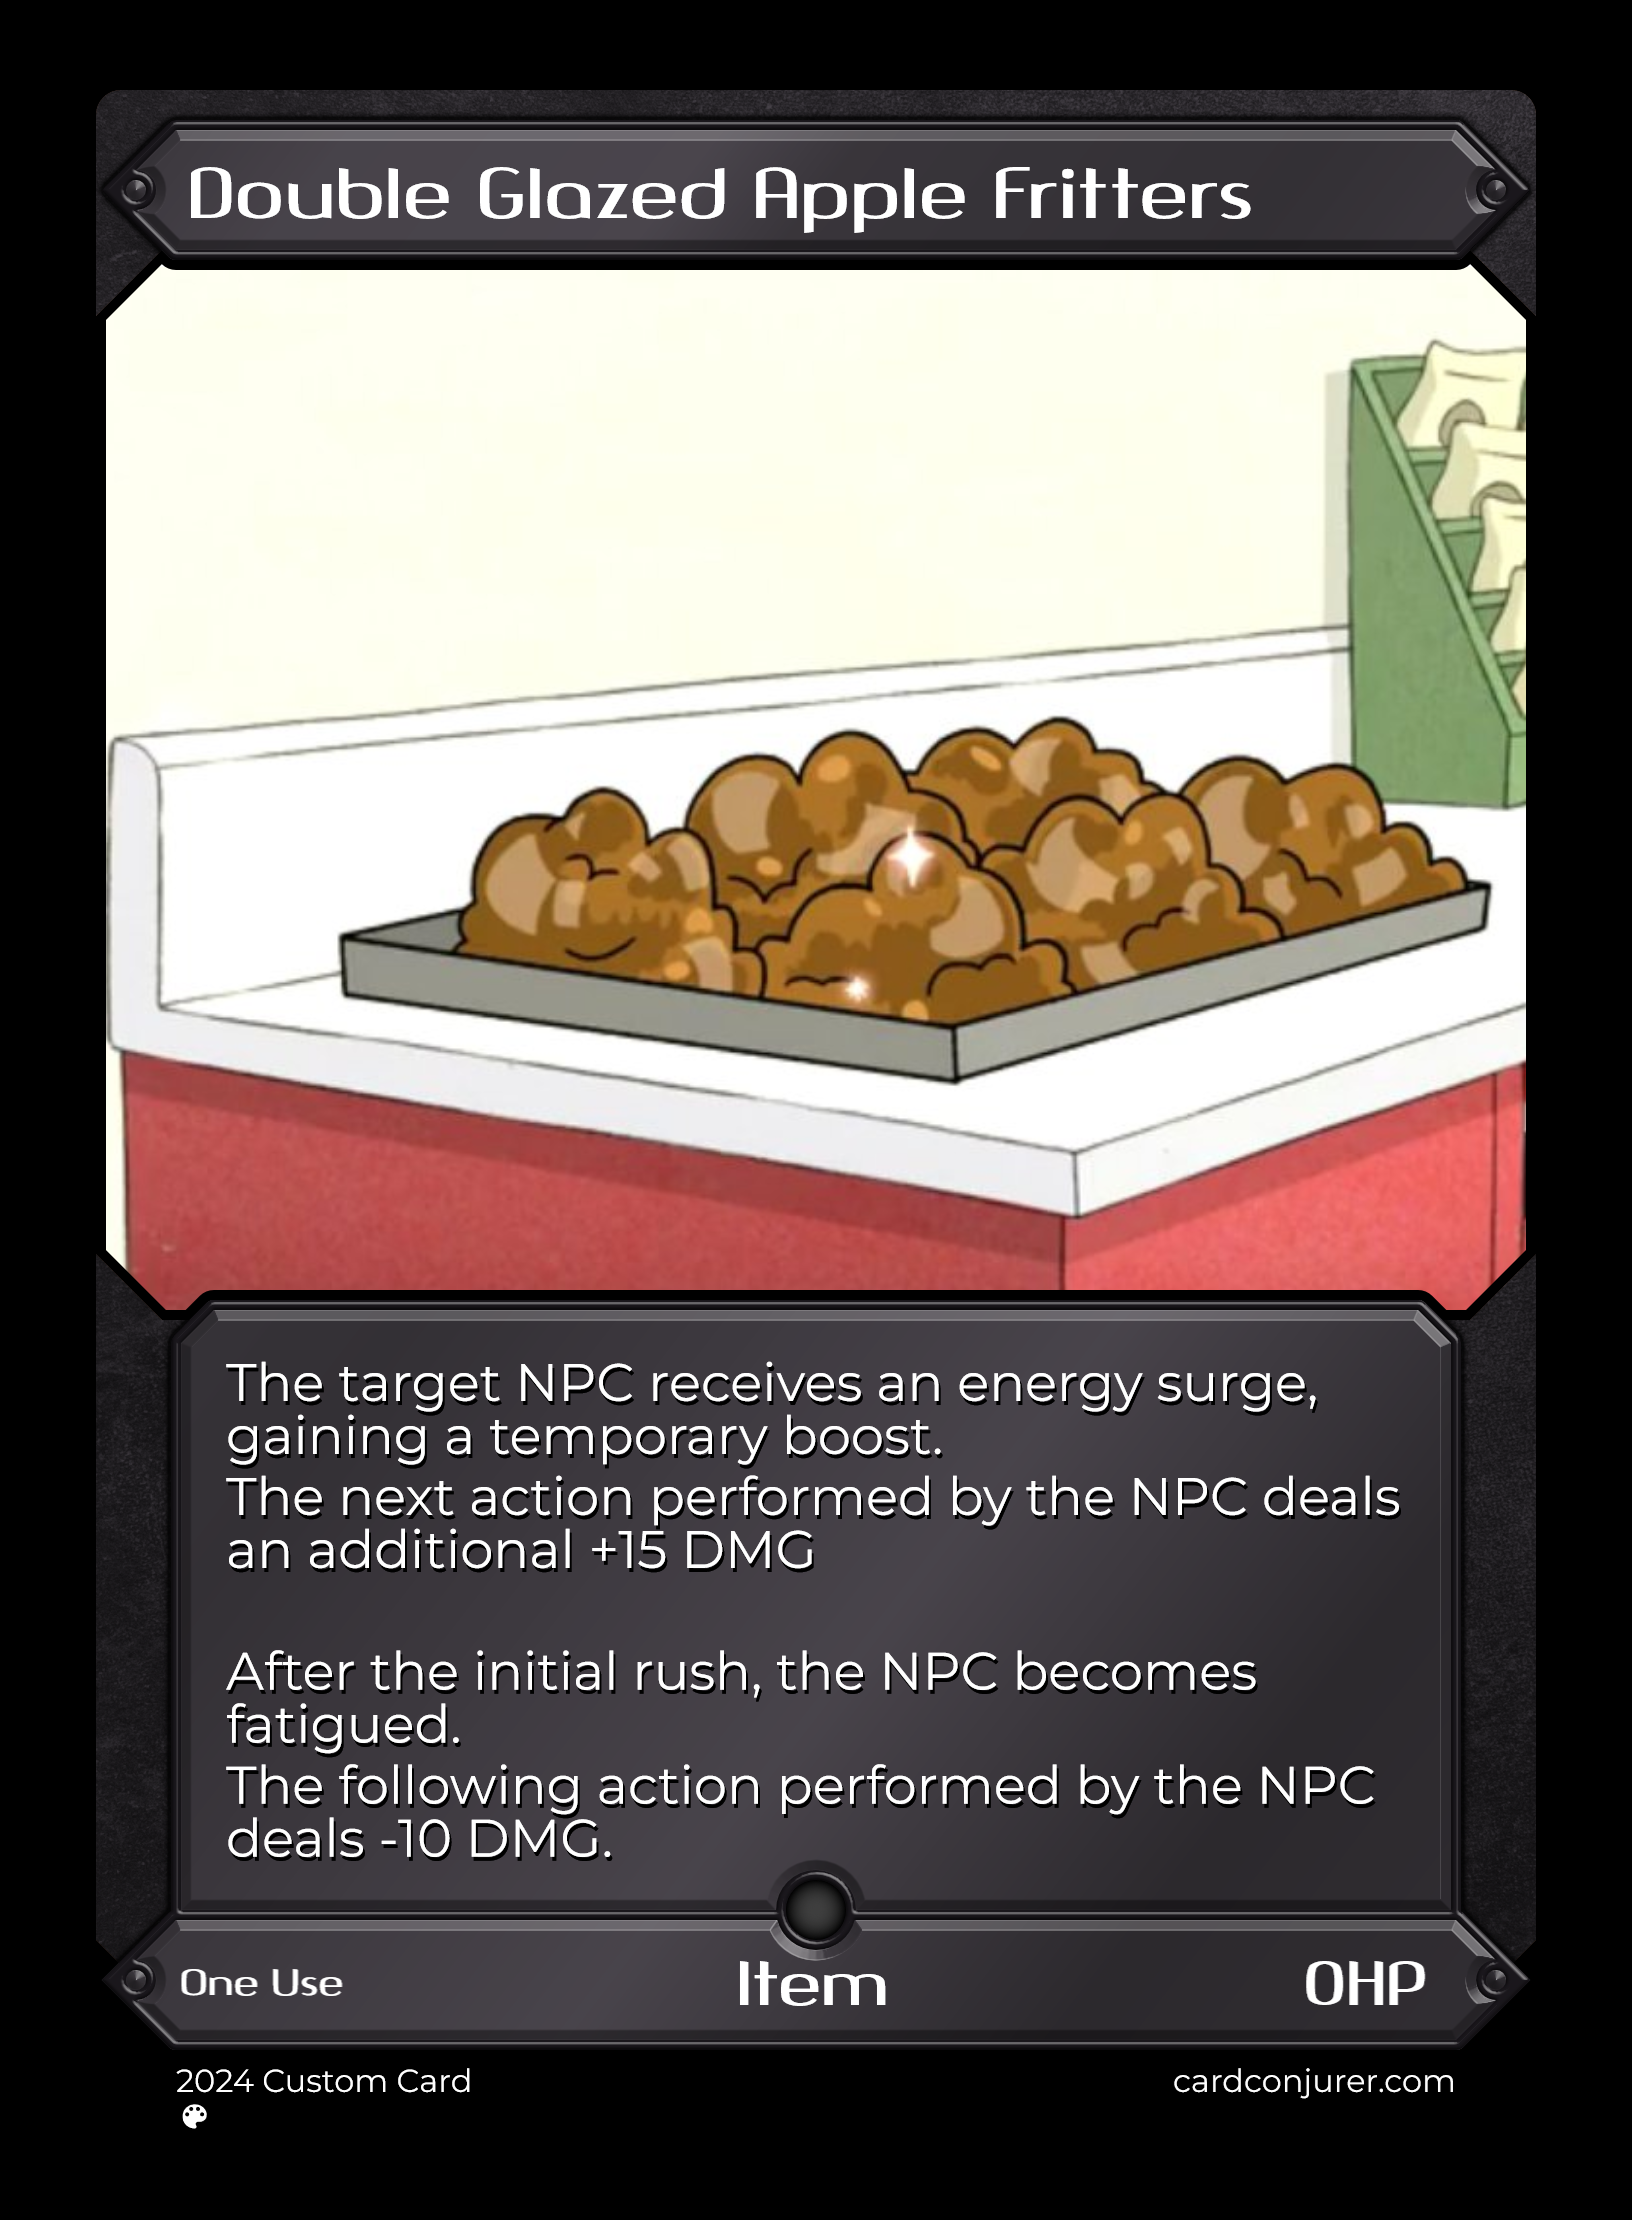 Double Glazed Apple Fritters
The target NPC receives an energy surge,
gaining a temporary boost.
The next action performed by the NPC deals
an additional +15 DMG
After the initial rush, the NPC becomes
fatigued.
The following action performed by the NPC
deals -10 DMG.
One Use
Item
0HP
2024 Custom Card
cardconjurer.com